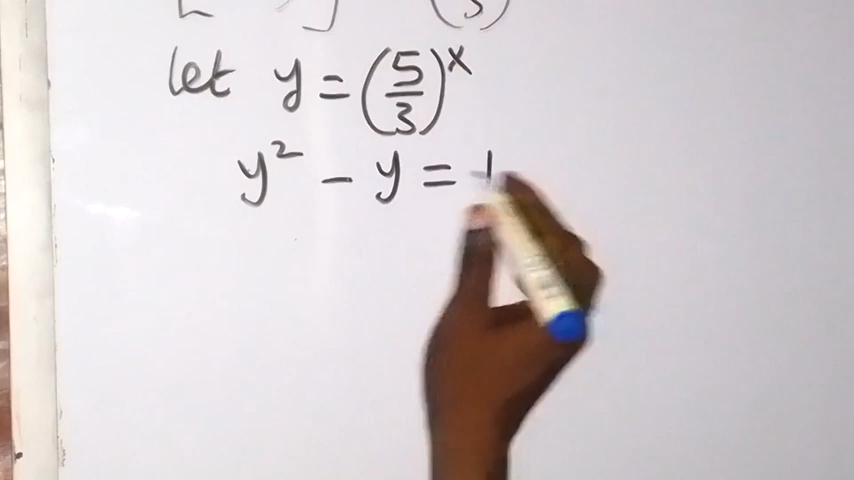 let y = (5/3)^x
y² - y = 1